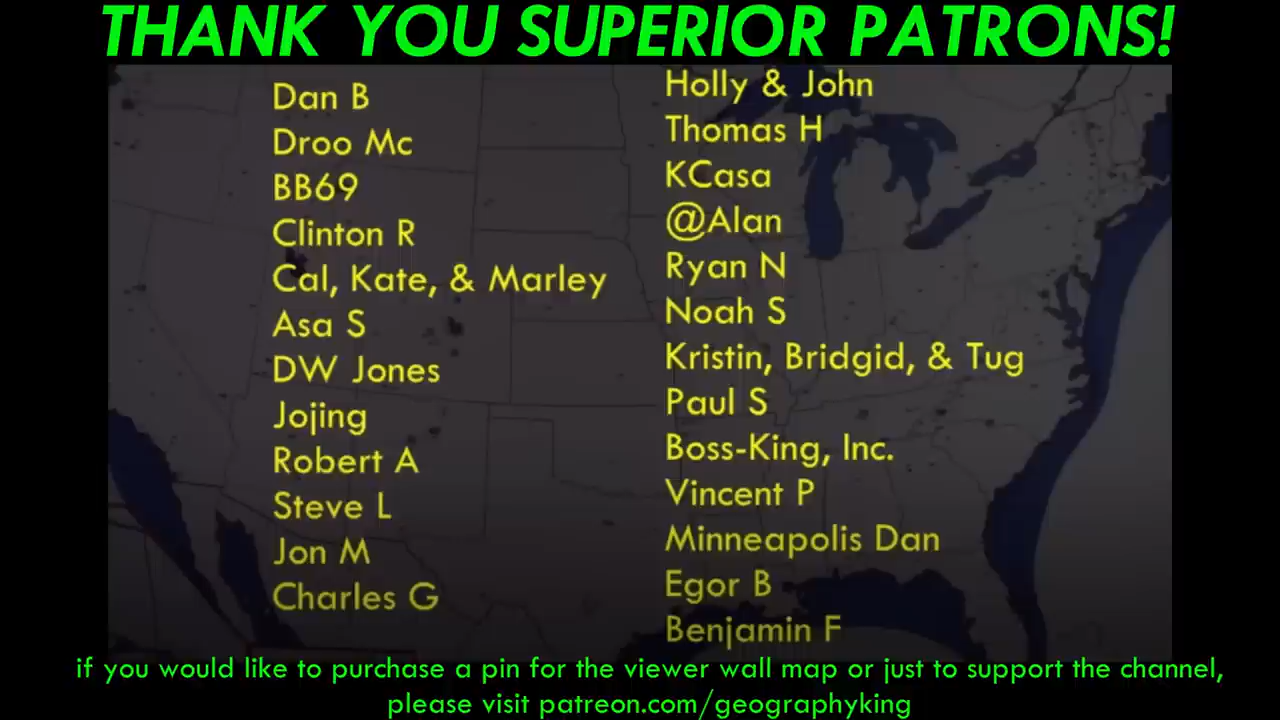 THANK YOU SUPERIOR PATRONS!
Dan B
Droo Mc
BB69
Clinton R
Cal, Kate, & Marley
Asa S
DW Jones
Jojing
Robert A
Steve L
Jon M
Charles G
Holly & John
Thomas H
KCasa
@Alan
Ryan N
Noah S
Kristin, Bridgid, & Tug
Paul S
Boss-King, Inc.
Vincent P
Minneapolis Dan
Egor B
Benjamin F
if you would like to purchase a pin for the viewer wall map or just to support the channel,
please visit patreon.com/geographyking